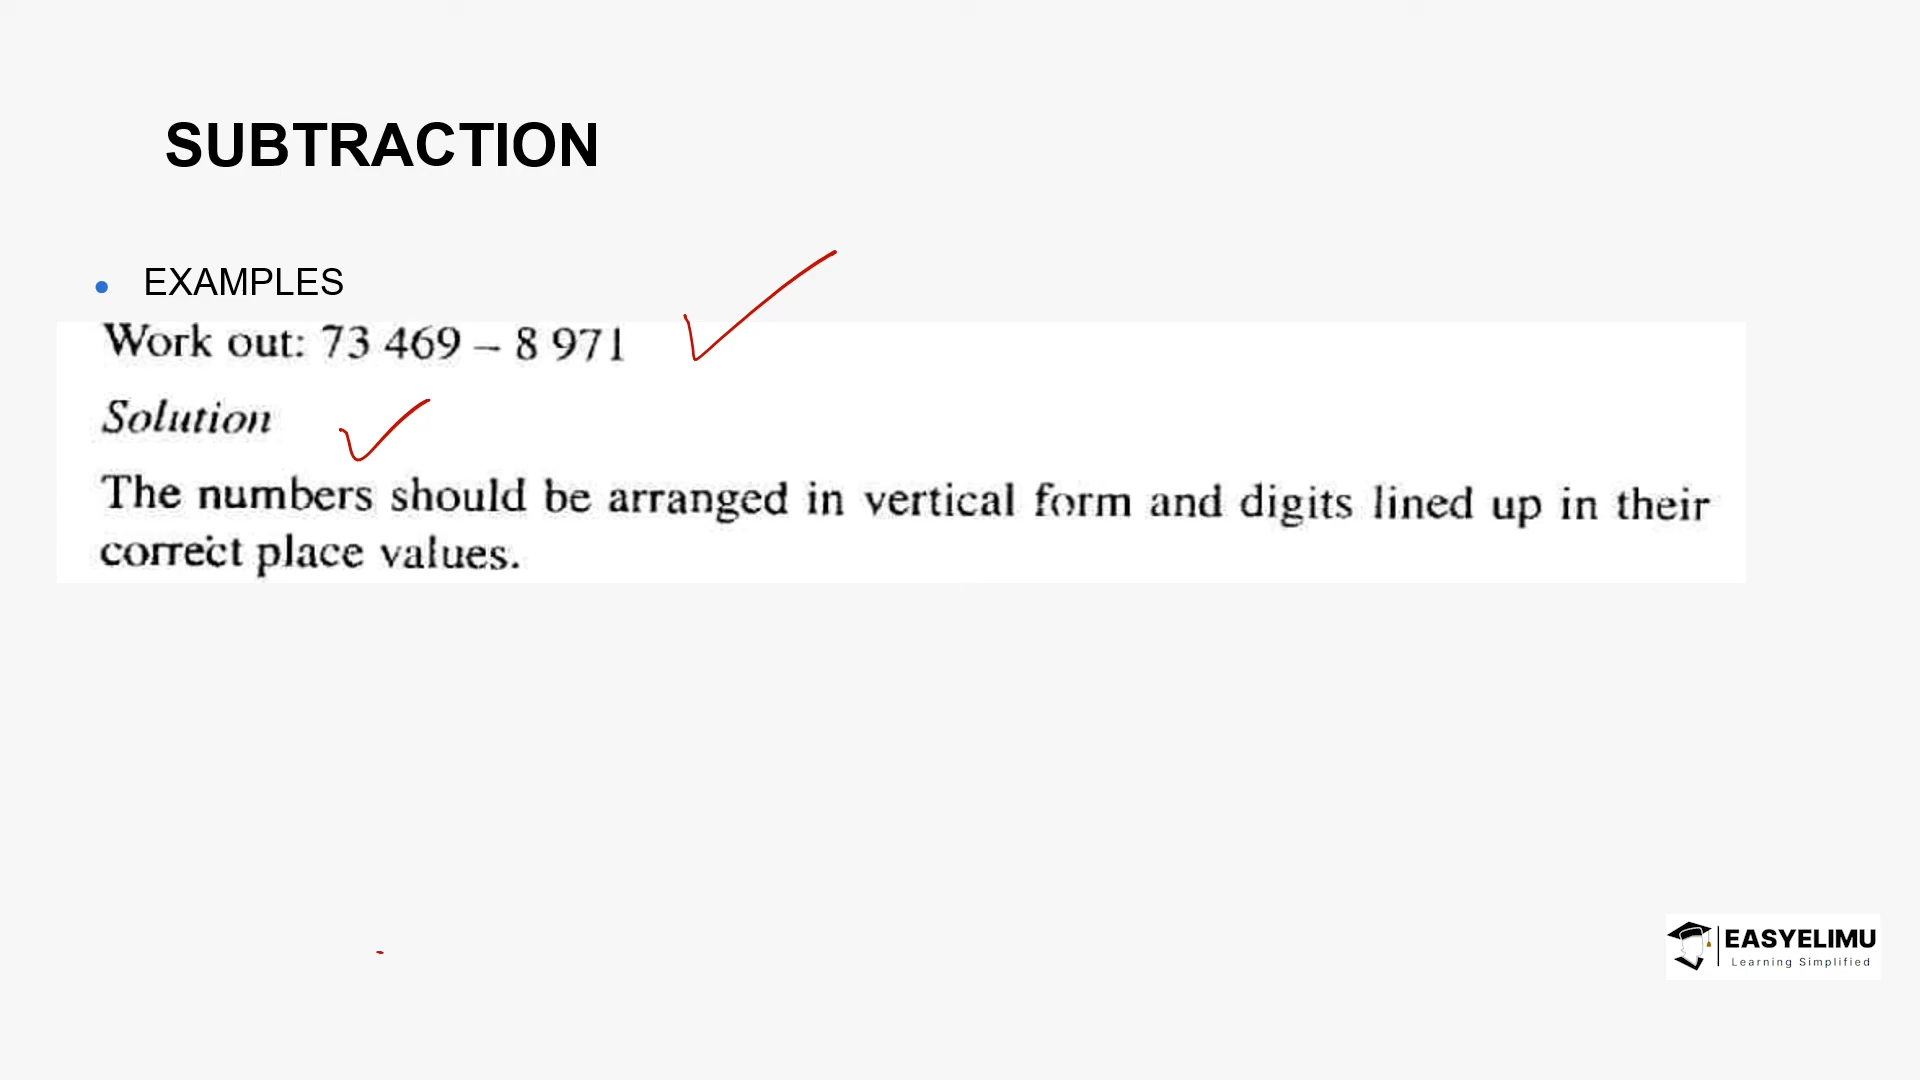 SUBTRACTION
• EXAMPLES
Work out: 73 469 – 8 971
Solution
The numbers should be arranged in vertical form and digits lined up in their
correct place values.
EASYELIMU
Learning Simplified